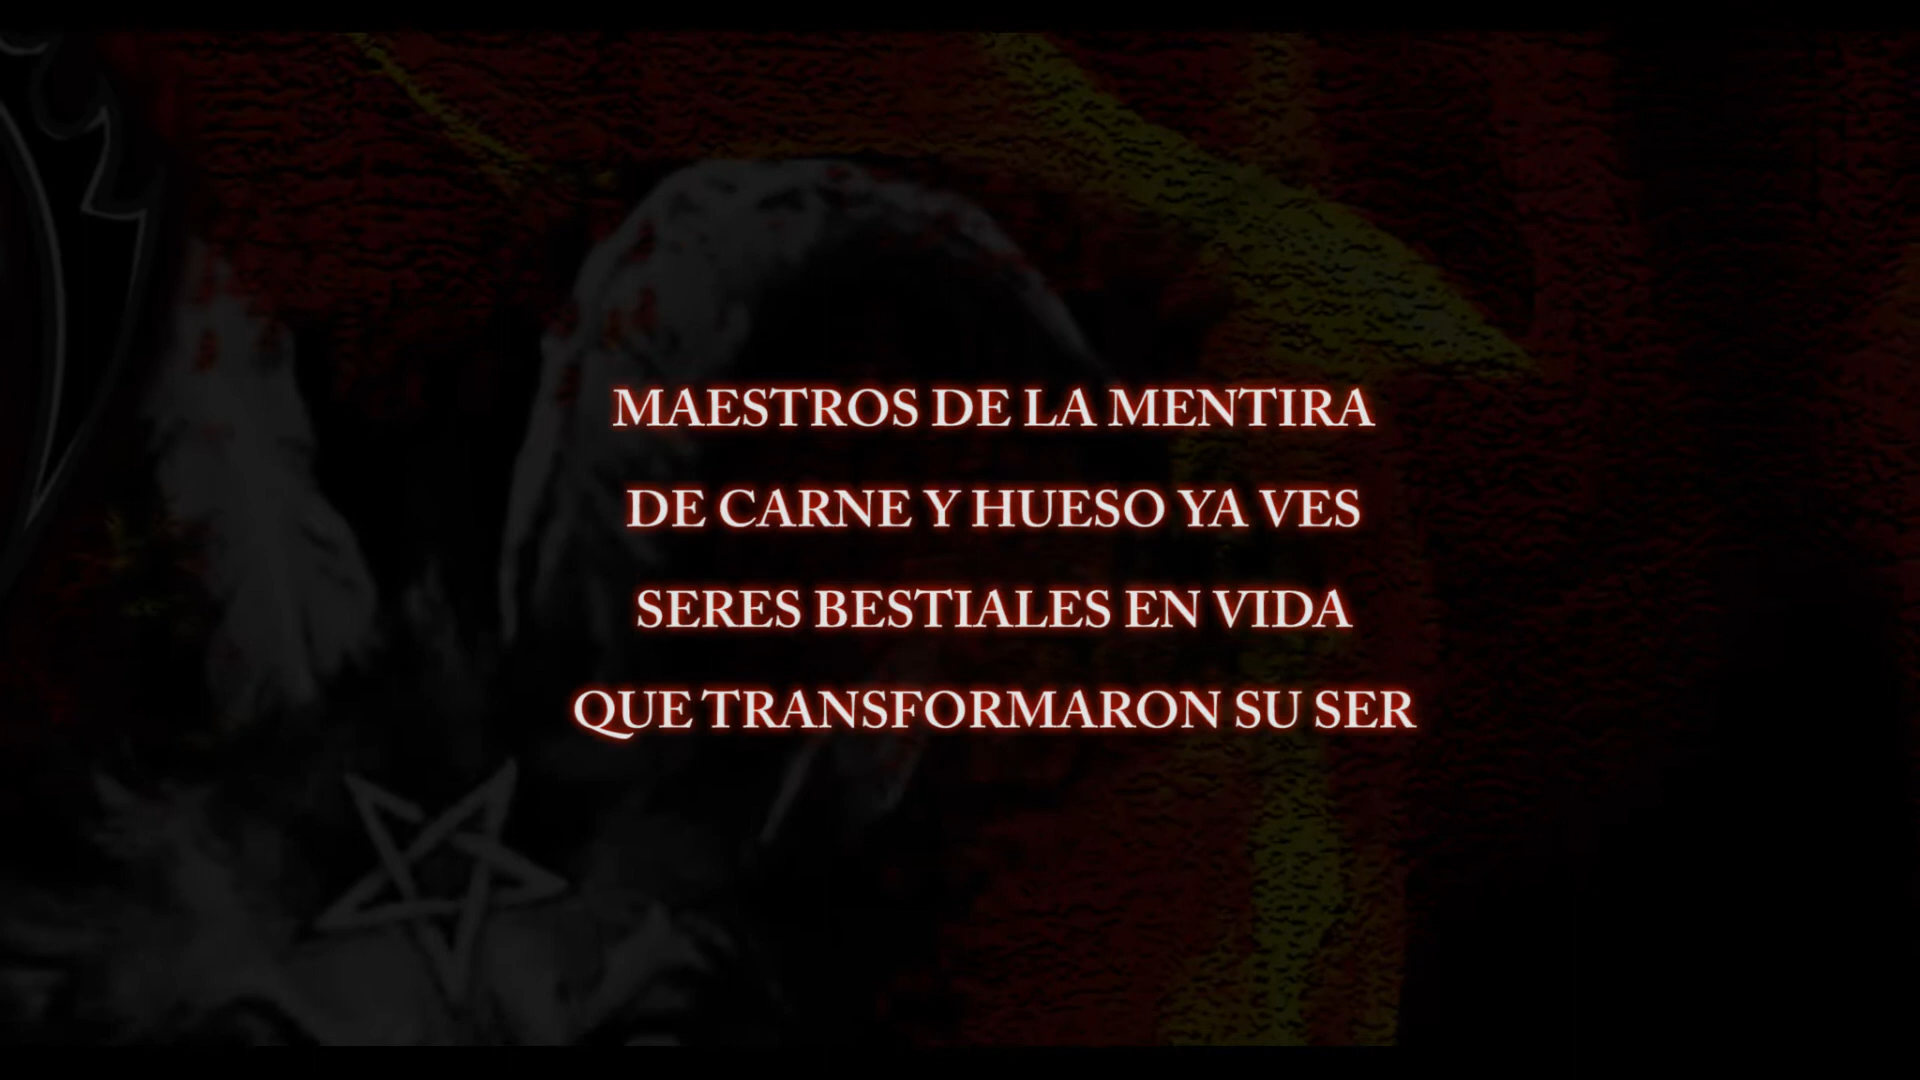 MAESTROS DE LA MENTIRA
DE CARNE Y HUESO YA VES
SERES BESTIALES EN VIDA
QUE TRANSFORMARON SU SER